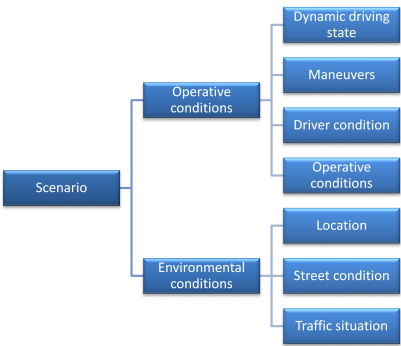 Scenario
Operative
conditions
Dynamic driving
state
Maneuvers
Driver condition
Operative
conditions
Environmental
conditions
Location
Street condition
Traffic situation